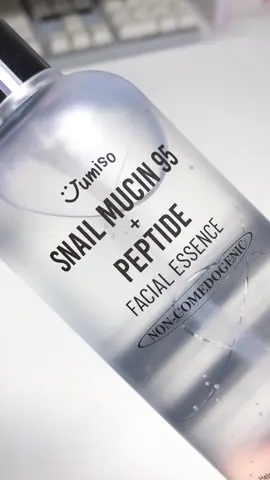 Jumiso
SNAIL MUCIN 95
+
PEPTIDE
FACIAL ESSENCE
NON-COMEDOGENIC